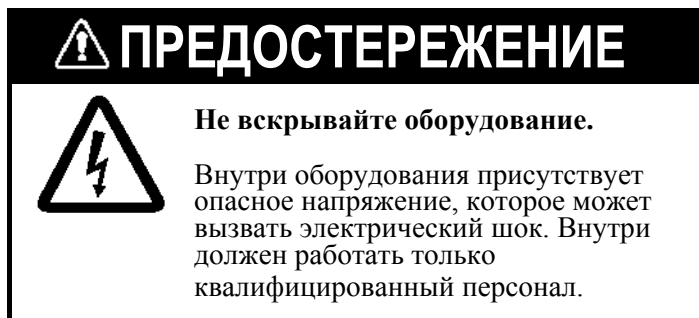 ПРЕДОСТЕРЕЖЕНИЕ
Не вскрывайте оборудование.
Внутри оборудования присутствует
опасное напряжение, которое может
вызвать электрический шок. Внутри
должен работать только
квалифицированный персонал.